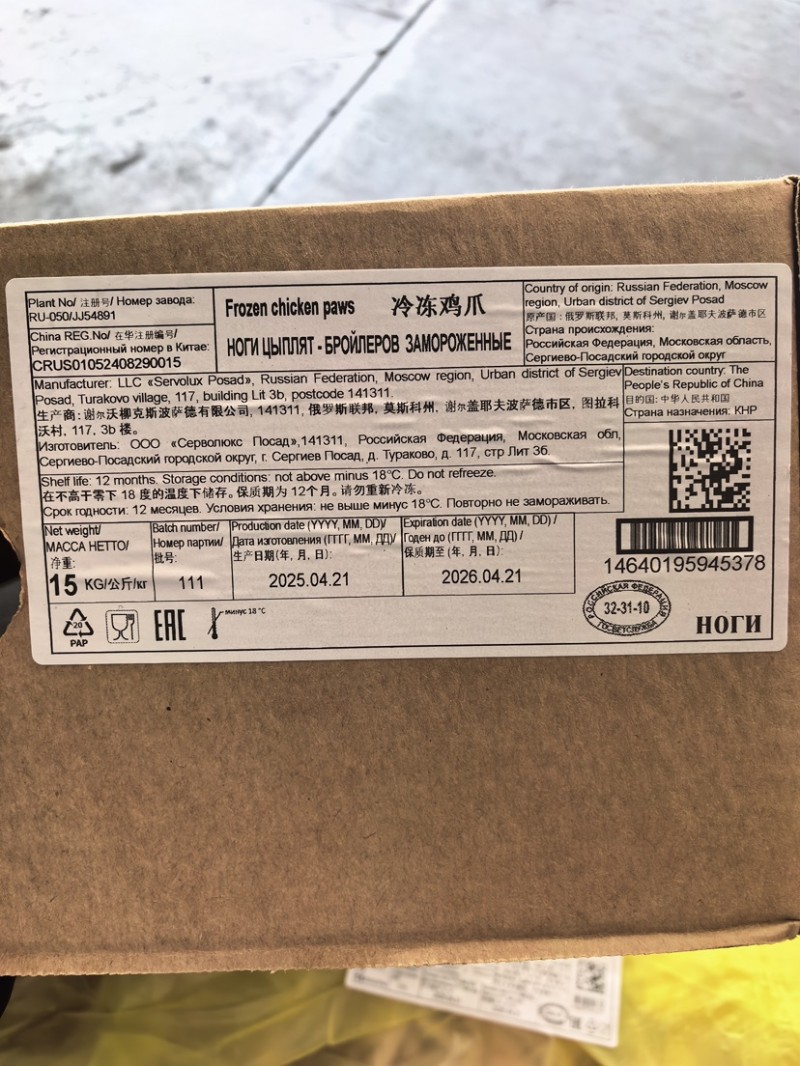 Plant No/ 注册号/ Номер завода:
RU-050/JJ54891
China REG.No/ 在华注册编号/
Регистрационный номер в Китае:
CRUS01052408290015
Frozen chicken paws 冷冻鸡爪
НОГИ ЦЫПЛЯТ - БРОЙЛЕРОВ ЗАМОРОЖЕННЫЕ
Country of origin: Russian Federation, Moscow
region, Urban district of Sergiev Posad
原产国: 俄罗斯联邦, 莫斯科州, 谢尔盖耶夫波萨德市区
Страна происхождения:
Российская Федерация, Московская область,
Сергиево-Посадский городской округ
Manufacturer: LLC «Servolux Posad», Russian Federation, Moscow region, Urban district of Sergiev
Posad, Turakovo village, 117, building Lit 3b, postcode 141311.
生产商: 谢尔沃柳克斯波萨德有限公司, 141311, 俄罗斯联邦, 莫斯科州, 谢尔盖耶夫波萨德市区, 图拉科
沃村, 117, 3b 楼。
Изготовитель: ООО «Серволюкс Посад»,141311, Российская Федерация, Московская обл,
Сергиево-Посадский городской округ, г. Сергиев Посад, д. Тураково, д. 117, стр Лит 3б.
Destination country: The
People's Republic of China
目的国: 中华人民共和国
Страна назначения: КНР
Shelf life: 12 months. Storage conditions: not above minus 18°C. Do not refreeze.
在不高于零下 18 度的温度下储存。保质期为 12个月。请勿重新冷冻。
Срок годности: 12 месяцев. Условия хранения: не выше минус 18°С. Повторно не замораживать.
Net weight/
МАССА НЕТТО/
净重:
15 KG/公斤/кг
Batch number/
Номер партии/
批号:
111
Production date (YYYY, MM, DD)/
Дата изготовления (ГГГГ, ММ, ДД)/
生产日期(年, 月, 日):
2025.04.21
Expiration date (YYYY, MM, DD) /
Годен до (ГГГГ, ММ, ДД) /
保质期至 (年, 月, 日):
2026.04.21
14640195945378
20
PAP
EAC
минус 18 °C
РОССИЙСКАЯ ФЕДЕРАЦИЯ
32-31-10
ГОСВЕТСЛУЖБА
НОГИ